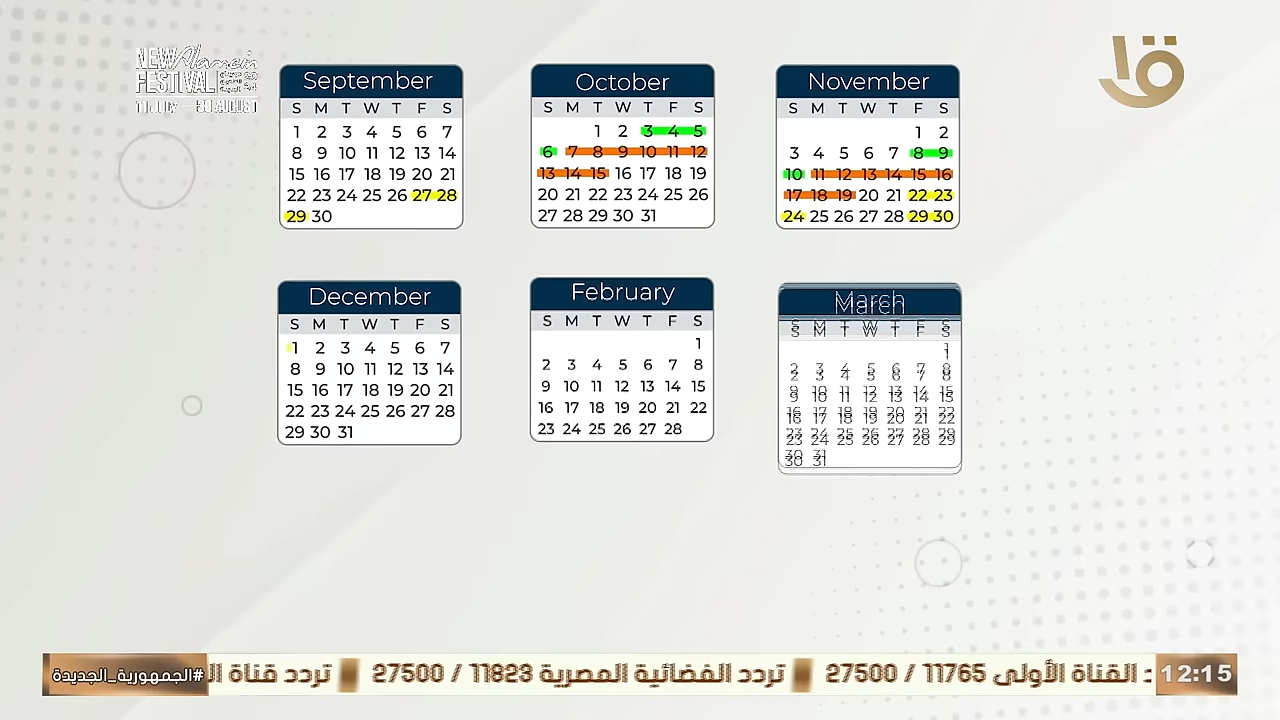 NEW Alamein
FESTIVAL
September
S M T W T F S
1 2 3 4 5 6 7
8 9 10 11 12 13 14
15 16 17 18 19 20 21
22 23 24 25 26 27 28
29 30
October
S M T W T F S
1 2 3 4 5
6 7 8 9 10 11 12
13 14 15 16 17 18 19
20 21 22 23 24 25 26
27 28 29 30 31
November
S M T W T F S
1 2
3 4 5 6 7 8 9
10 11 12 13 14 15 16
17 18 19 20 21 22 23
24 25 26 27 28 29 30
December
S M T W T F S
1 2 3 4 5 6 7
8 9 10 11 12 13 14
15 16 17 18 19 20 21
22 23 24 25 26 27 28
29 30 31
February
S M T W T F S
1
2 3 4 5 6 7 8
9 10 11 12 13 14 15
16 17 18 19 20 21 22
23 24 25 26 27 28
March
S M T W T F S
1
2 3 4 5 6 7 8
9 10 11 12 13 14 15
16 17 18 19 20 21 22
23 24 25 26 27 28 29
30 31
12:15 القناة الأولى 11765 / 27500 تردد الفضائية المصرية 11823 / 27500 تردد قناة #الجمهورية_الجديدة